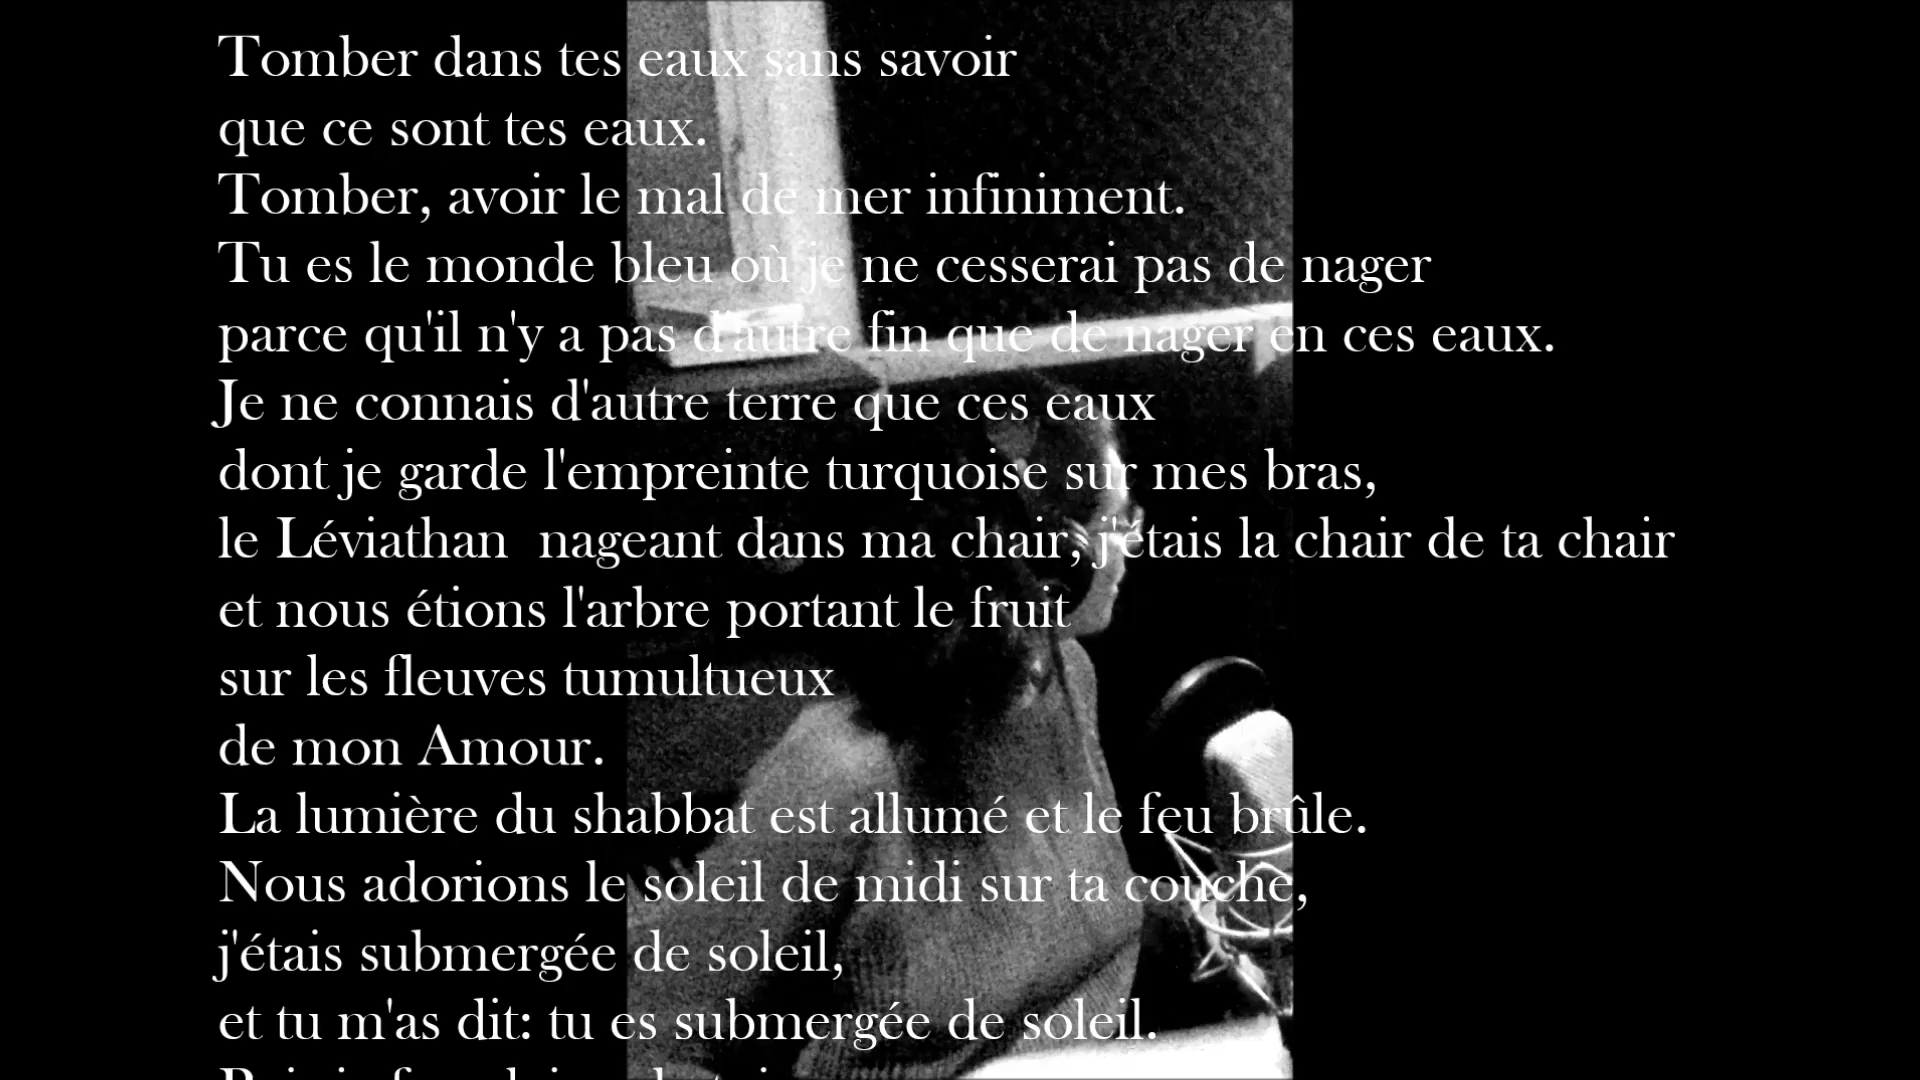 Tomber dans tes eaux sans savoir
que ce sont tes eaux.
Tomber, avoir le mal de mer infiniment.
Tu es le monde bleu où je ne cesserai pas de nager
parce qu'il n'y a pas d'autre fin que de nager en ces eaux.
Je ne connais d'autre terre que ces eaux
dont je garde l'empreinte turquoise sur mes bras,
le Léviathan  nageant dans ma chair, j'étais la chair de ta chair
et nous étions l'arbre portant le fruit
sur les fleuves tumultueux
de mon Amour.
La lumière du shabbat est allumé et le feu brûle.
Nous adorions le soleil de midi sur ta couche,
j'étais submergée de soleil,
et tu m'as dit: tu es submergée de soleil.